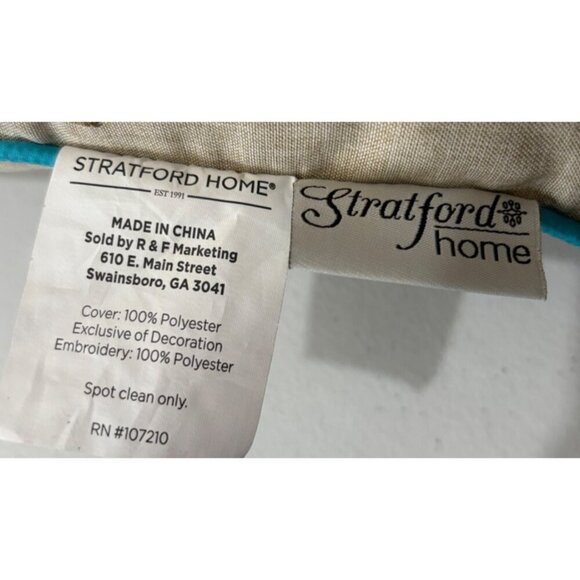 STRATFORD HOME®
EST 1991
MADE IN CHINA
Sold by R & F Marketing
610 E. Main Street
Swainsboro, GA 3041
Cover: 100% Polyester
Exclusive of Decoration
Embroidery: 100% Polyester
Spot clean only.
RN #107210
Stratford
home